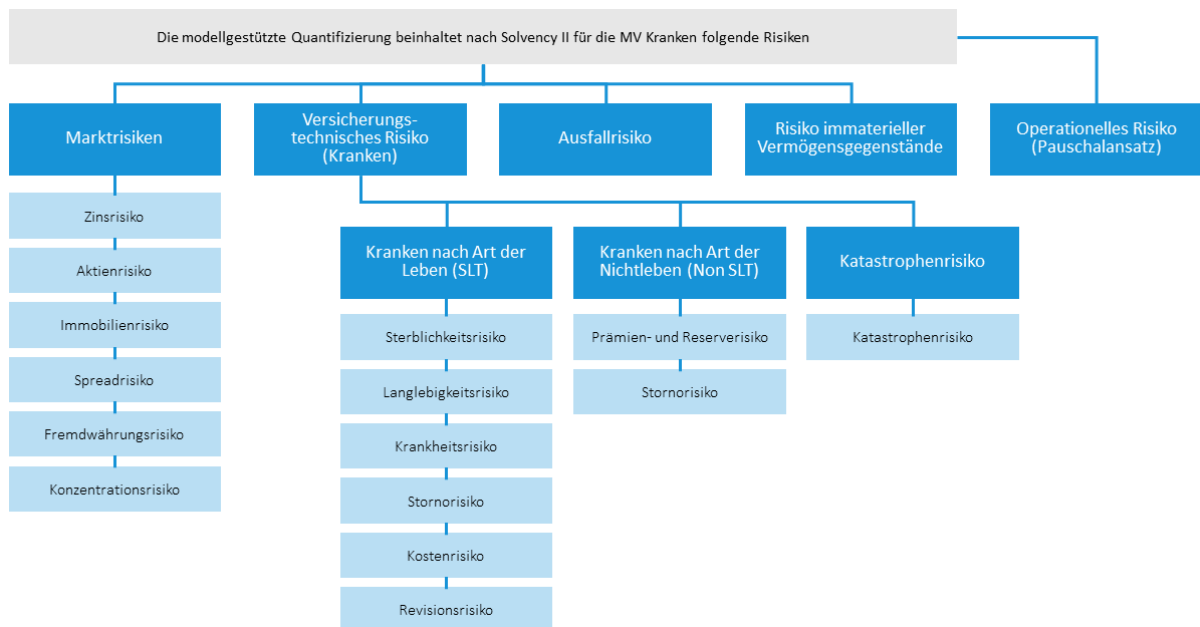 Die modellgestützte Quantifizierung beinhaltet nach Solvency II für die MV Kranken folgende Risiken
Marktrisiken
Versicherungs-
technisches Risiko
(Kranken)
Ausfallrisiko
Risiko immaterieller
Vermögensgegenstände
Operationelles Risiko
(Pauschalansatz)
Zinsrisiko
Aktienrisiko
Immobilienrisiko
Spreadrisiko
Fremdwährungsrisiko
Konzentrationsrisiko
Kranken nach Art der
Leben (SLT)
Sterblichkeitsrisiko
Langlebigkeitsrisiko
Krankheitsrisiko
Stornorisiko
Kostenrisiko
Revisionsrisiko
Kranken nach Art der
Nichtleben (Non SLT)
Prämien- und Reserverisiko
Stornorisiko
Katastrophenrisiko
Katastrophenrisiko